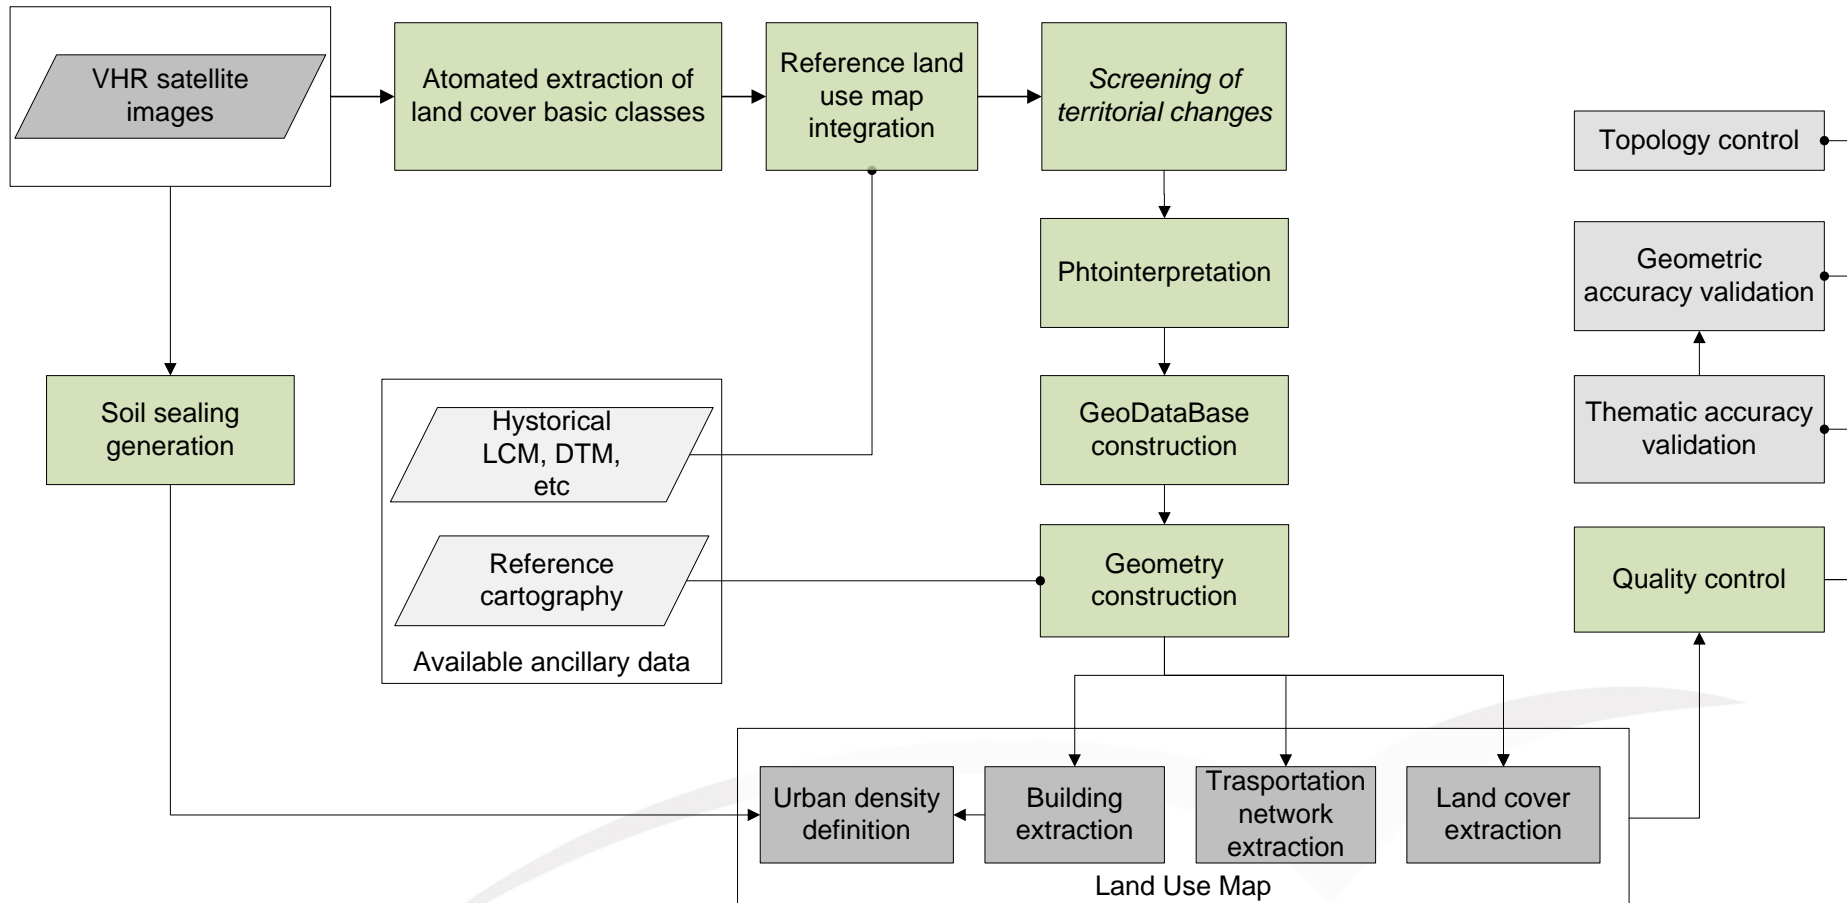 VHR satellite
images
Atomated extraction of
land cover basic classes
Reference land
use map
integration
Screening of
territorial changes
Topology control
Phtointerpretation
Geometric
accuracy validation
Soil sealing
generation
Hystorical
LCM, DTM,
etc
GeoDataBase
construction
Thematic accuracy
validation
Reference
cartography
Available ancillary data
Geometry
construction
Quality control
Urban density
definition
Building
extraction
Trasportation
network
extraction
Land cover
extraction
Land Use Map